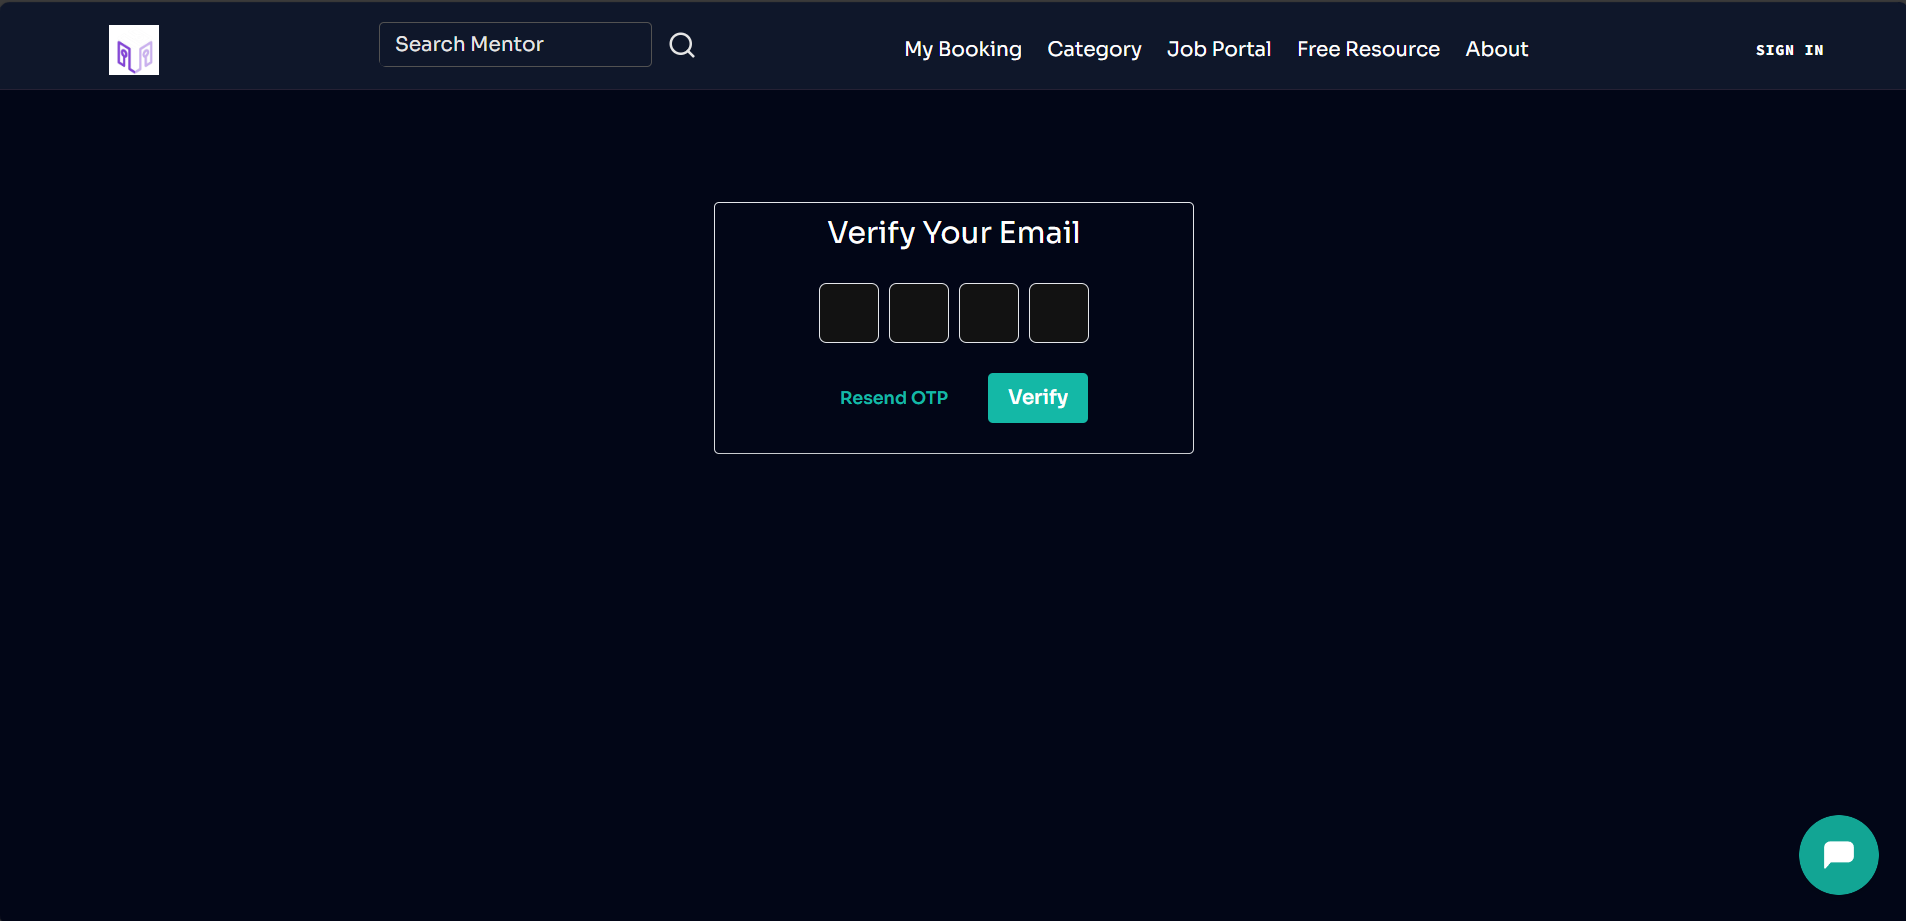 Search Mentor
My Booking Category Job Portal Free Resource About
SIGN IN
Verify Your Email
Resend OTP Verify